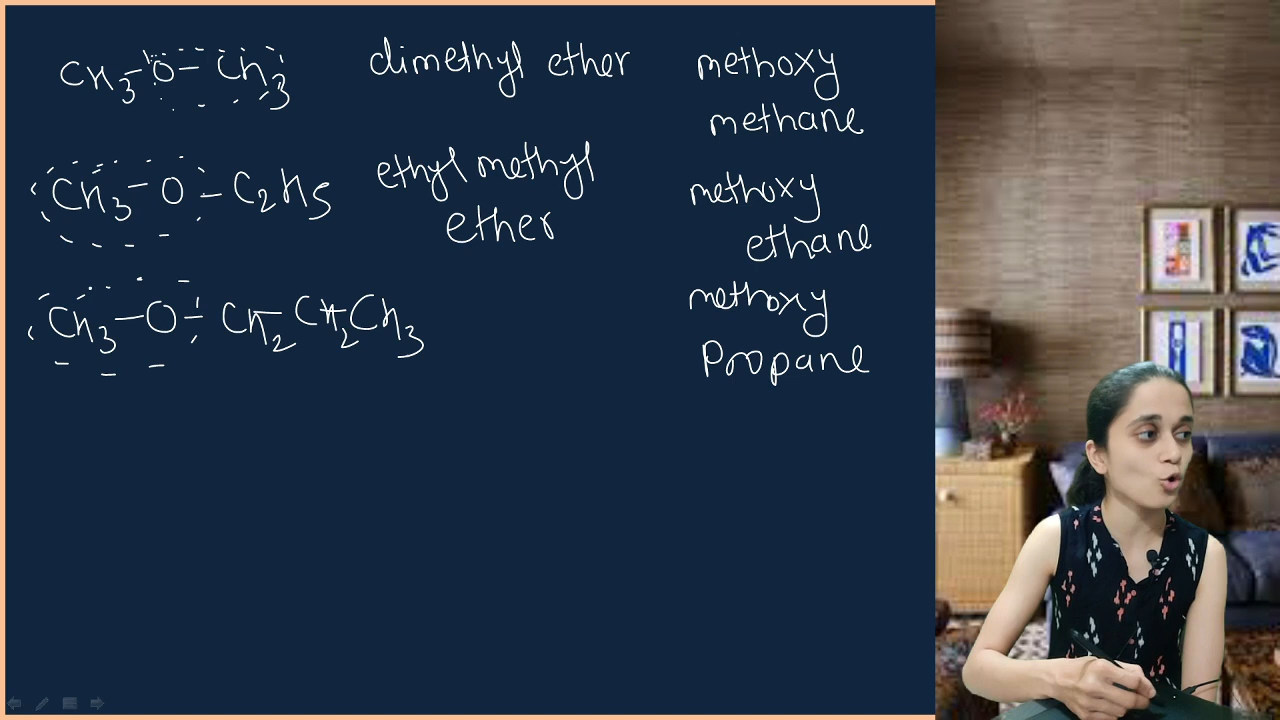 CH3-O-CH3 dimethyl ether methoxy
methane
CH3-O-C2H5 ethyl methyl methoxy
ether ethane
CH3-O-CH2CH2CH3 methoxy
Propane